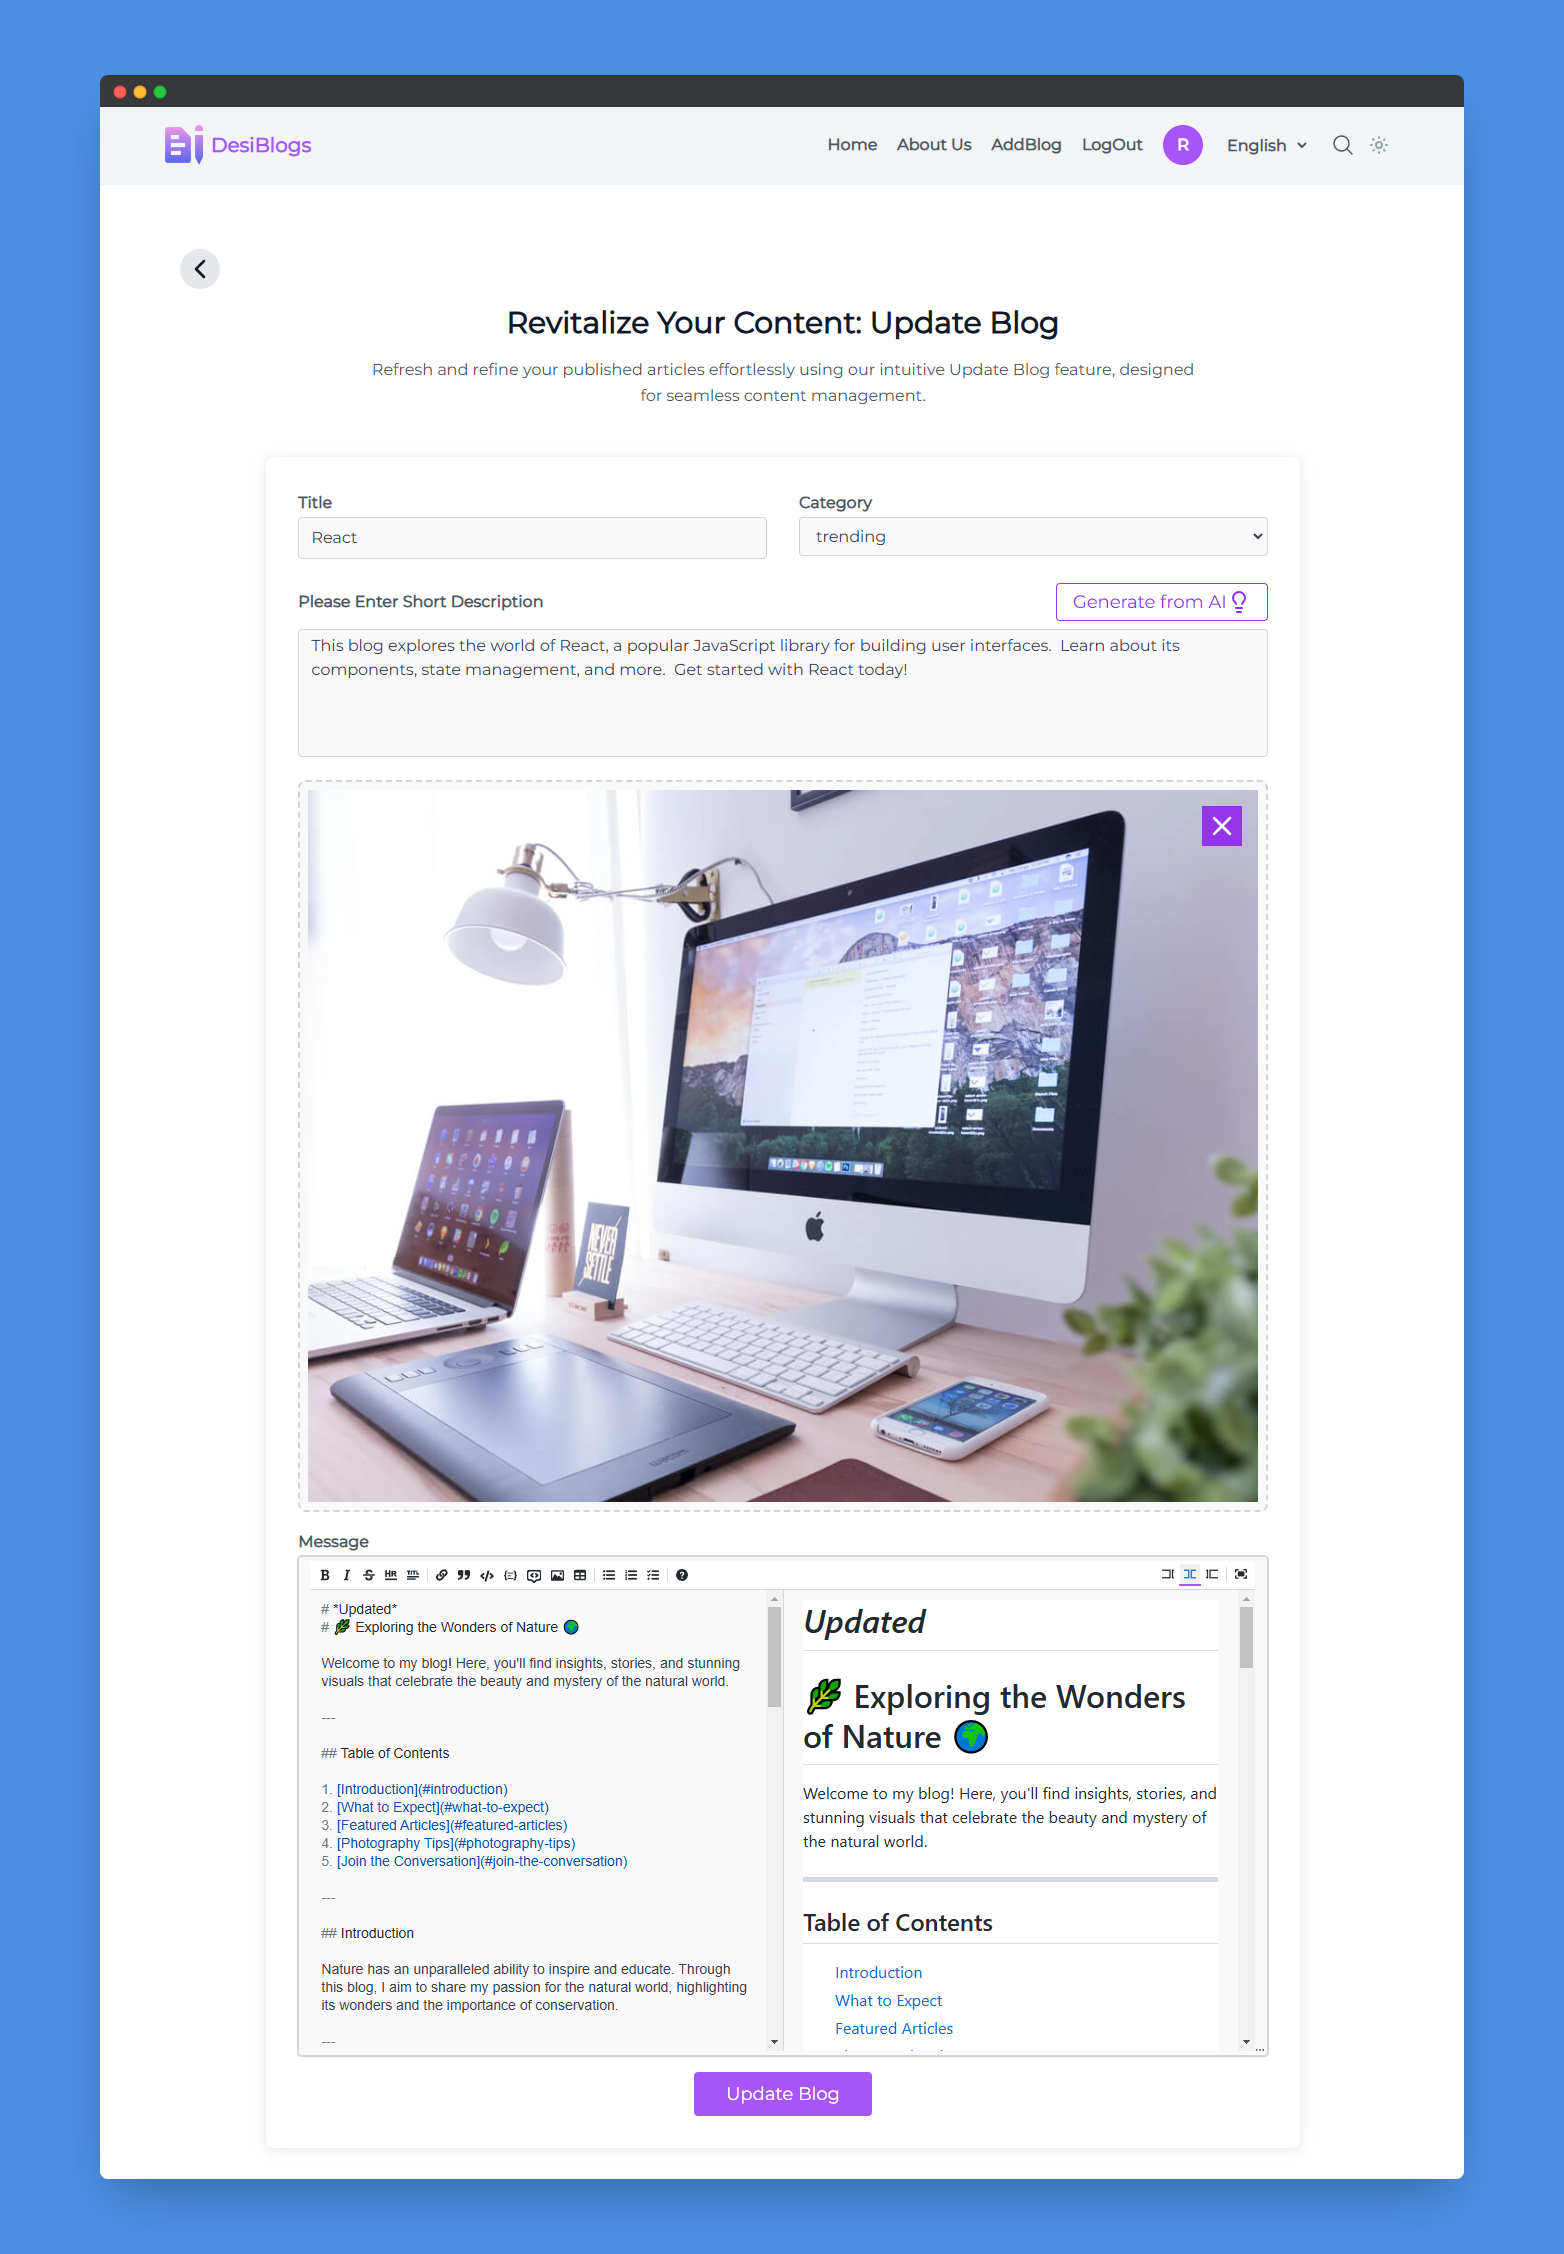 DesiBlogs
Home About Us AddBlog LogOut R English
Revitalize Your Content: Update Blog
Refresh and refine your published articles effortlessly using our intuitive Update Blog feature, designed
for seamless content management.
Title
React
Category
trending
Please Enter Short Description
Generate from AI
This blog explores the world of React, a popular JavaScript library for building user interfaces.  Learn about its
components, state management, and more.  Get started with React today!
NEVER
SETTLE
wacom
Message
# *Updated*
# 🌿 Exploring the Wonders of Nature 🌍
Welcome to my blog! Here, you'll find insights, stories, and stunning
visuals that celebrate the beauty and mystery of the natural world.
---
## Table of Contents
1. [Introduction](#introduction)
2. [What to Expect](#what-to-expect)
3. [Featured Articles](#featured-articles)
4. [Photography Tips](#photography-tips)
5. [Join the Conversation](#join-the-conversation)
---
## Introduction
Nature has an unparalleled ability to inspire and educate. Through
this blog, I aim to share my passion for the natural world, highlighting
its wonders and the importance of conservation.
---
Updated
🌿 Exploring the Wonders
of Nature 🌍
Welcome to my blog! Here, you'll find insights, stories, and
stunning visuals that celebrate the beauty and mystery of
the natural world.
Table of Contents
Introduction
What to Expect
Featured Articles
Update Blog